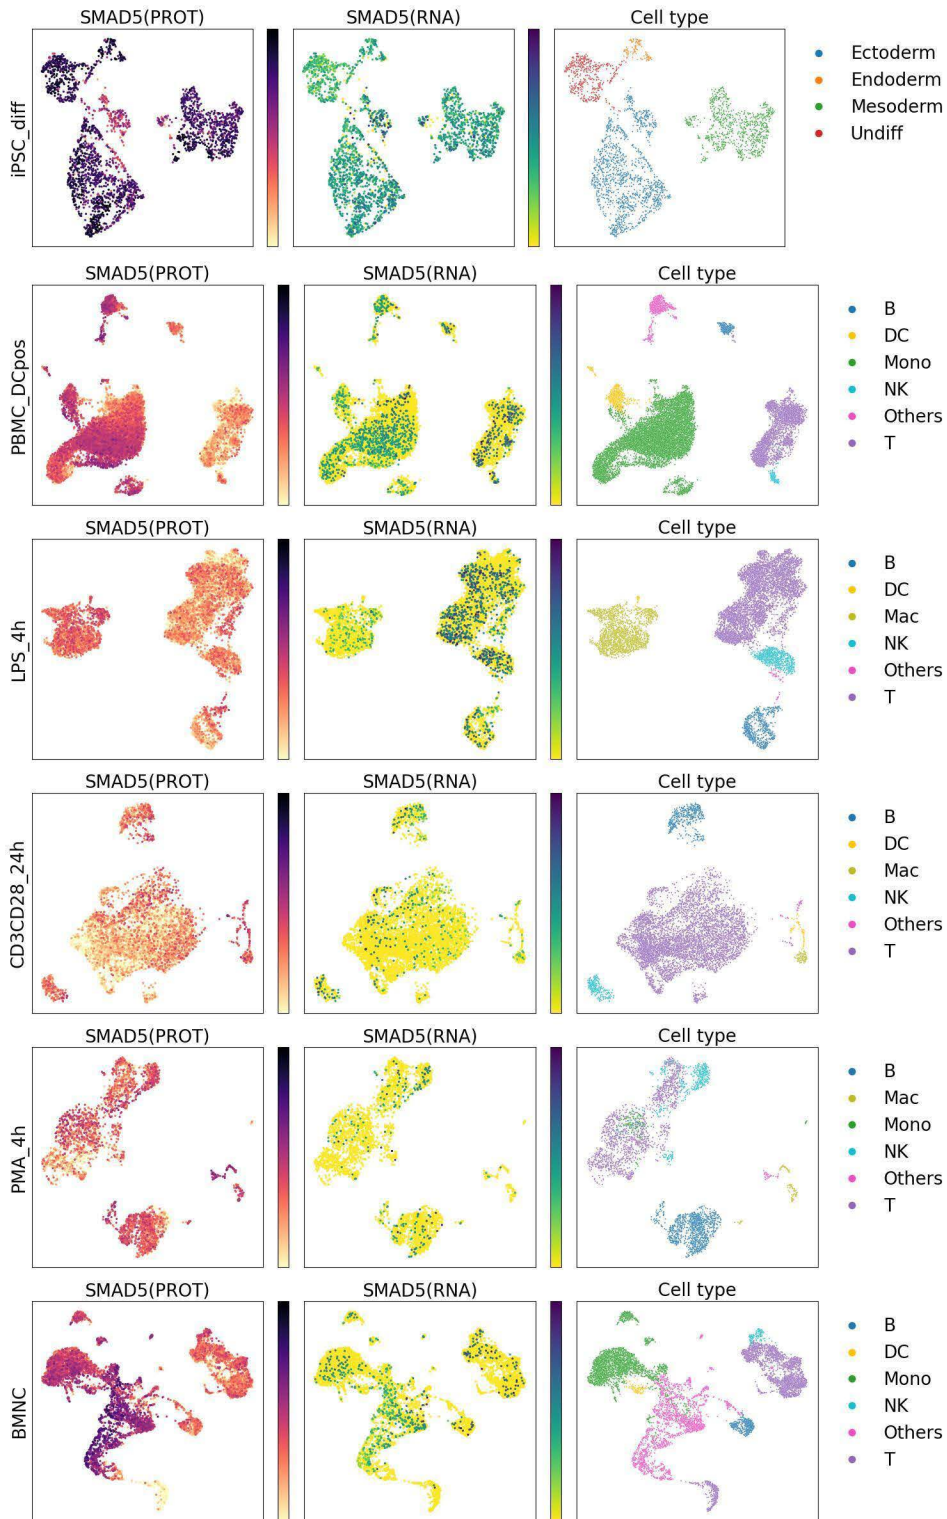 SMAD5(PROT) SMAD5(RNA) Cell type
iPSC_diff
Ectoderm
Endoderm
Mesoderm
Undiff
SMAD5(PROT) SMAD5(RNA) Cell type
PBMC_DCpos
B
DC
Mono
NK
Others
T
SMAD5(PROT) SMAD5(RNA) Cell type
LPS_4h
B
DC
Mac
NK
Others
T
SMAD5(PROT) SMAD5(RNA) Cell type
CD3CD28_24h
B
DC
Mac
NK
Others
T
SMAD5(PROT) SMAD5(RNA) Cell type
PMA_4h
B
Mac
Mono
NK
Others
T
SMAD5(PROT) SMAD5(RNA) Cell type
BMNC
B
DC
Mono
NK
Others
T